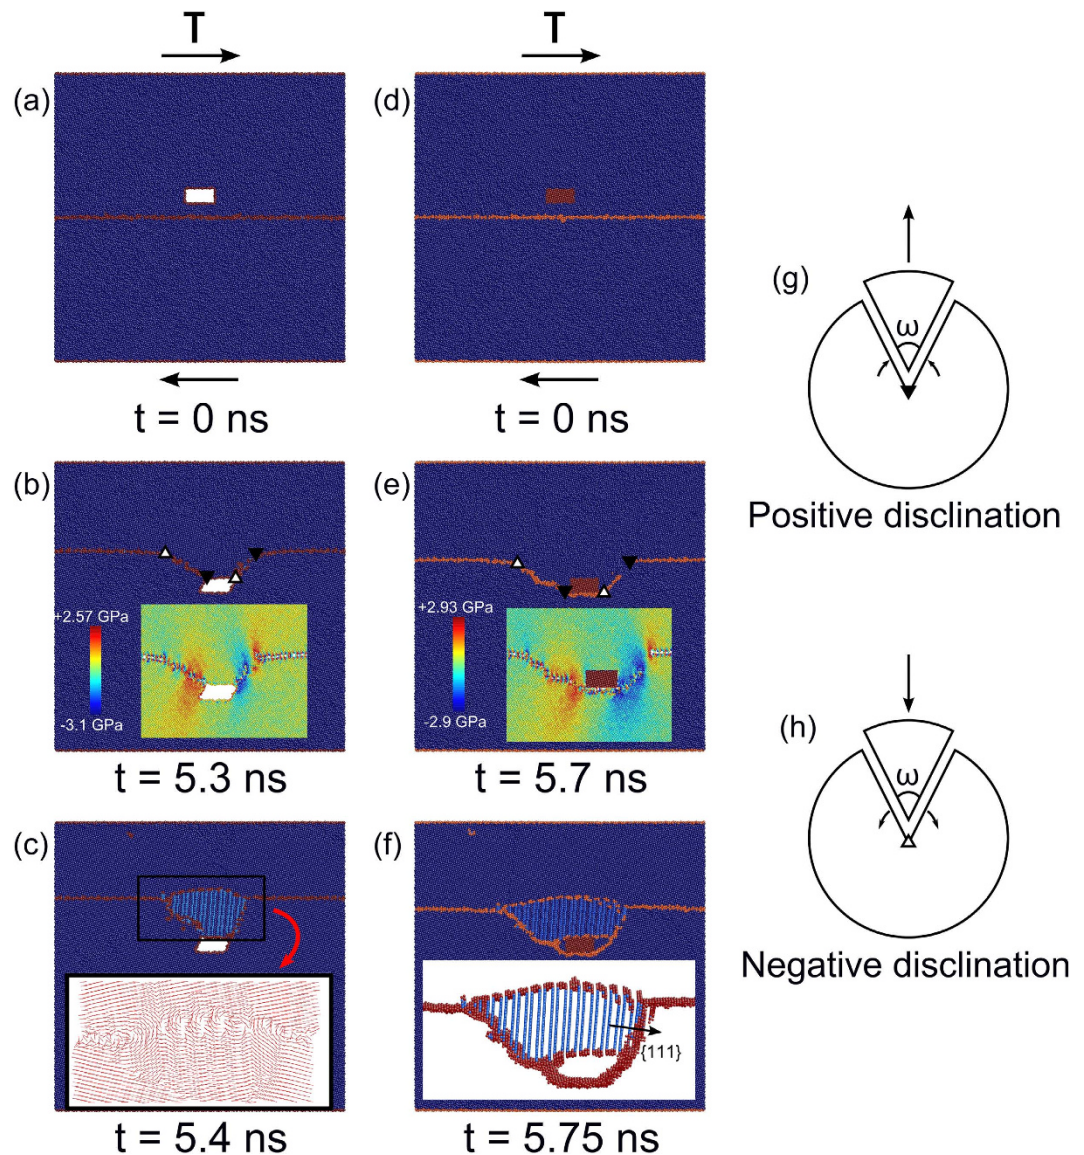 T
T
(a)
(d)
t = 0 ns
t = 0 ns
(g)
ω
Positive disclination
(b)
(e)
+2.57 GPa
-3.1 GPa
+2.93 GPa
-2.9 GPa
t = 5.3 ns
t = 5.7 ns
(h)
ω
Negative disclination
(c)
(f)
{111}
t = 5.4 ns
t = 5.75 ns